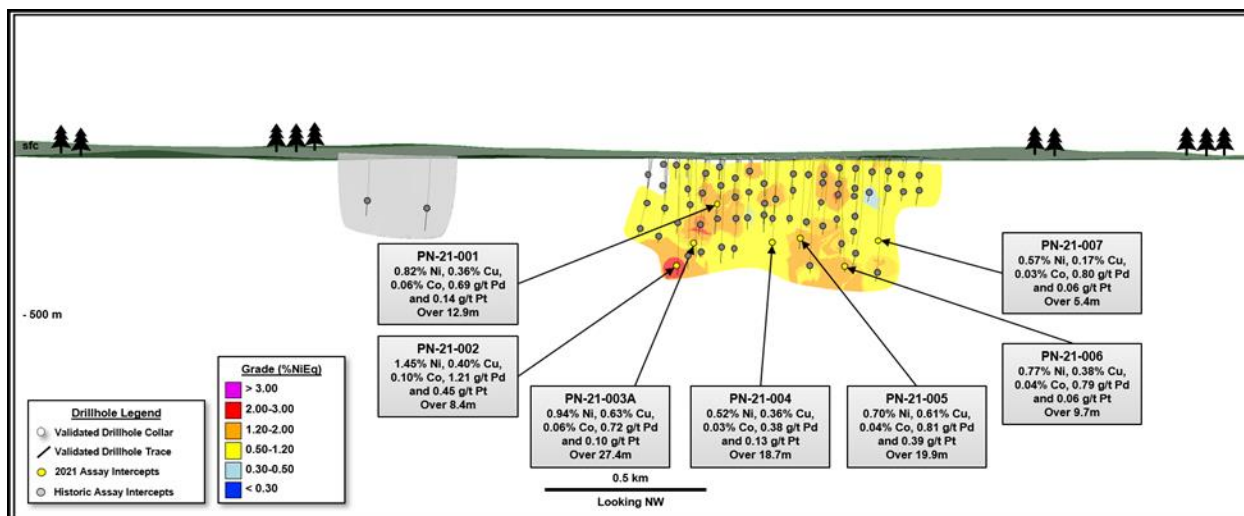 sfc
- 500 m
PN-21-001
0.82% Ni, 0.36% Cu,
0.06% Co, 0.69 g/t Pd
and 0.14 g/t Pt
Over 12.9m
PN-21-002
1.45% Ni, 0.40% Cu,
0.10% Co, 1.21 g/t Pd
and 0.45 g/t Pt
Over 8.4m
PN-21-003A
0.94% Ni, 0.63% Cu,
0.06% Co, 0.72 g/t Pd
and 0.10 g/t Pt
Over 27.4m
PN-21-004
0.52% Ni, 0.36% Cu,
0.03% Co, 0.38 g/t Pd
and 0.13 g/t Pt
Over 18.7m
PN-21-005
0.70% Ni, 0.61% Cu,
0.04% Co, 0.81 g/t Pd
and 0.39 g/t Pt
Over 19.9m
PN-21-007
0.57% Ni, 0.17% Cu,
0.03% Co, 0.80 g/t Pd
and 0.06 g/t Pt
Over 5.4m
PN-21-006
0.77% Ni, 0.38% Cu,
0.04% Co, 0.79 g/t Pd
and 0.06 g/t Pt
Over 9.7m
Drillhole Legend
Validated Drillhole Collar
Validated Drillhole Trace
2021 Assay Intercepts
Historic Assay Intercepts
Grade (%NiEq)
> 3.00
2.00-3.00
1.20-2.00
0.50-1.20
0.30-0.50
< 0.30
0.5 km
Looking NW